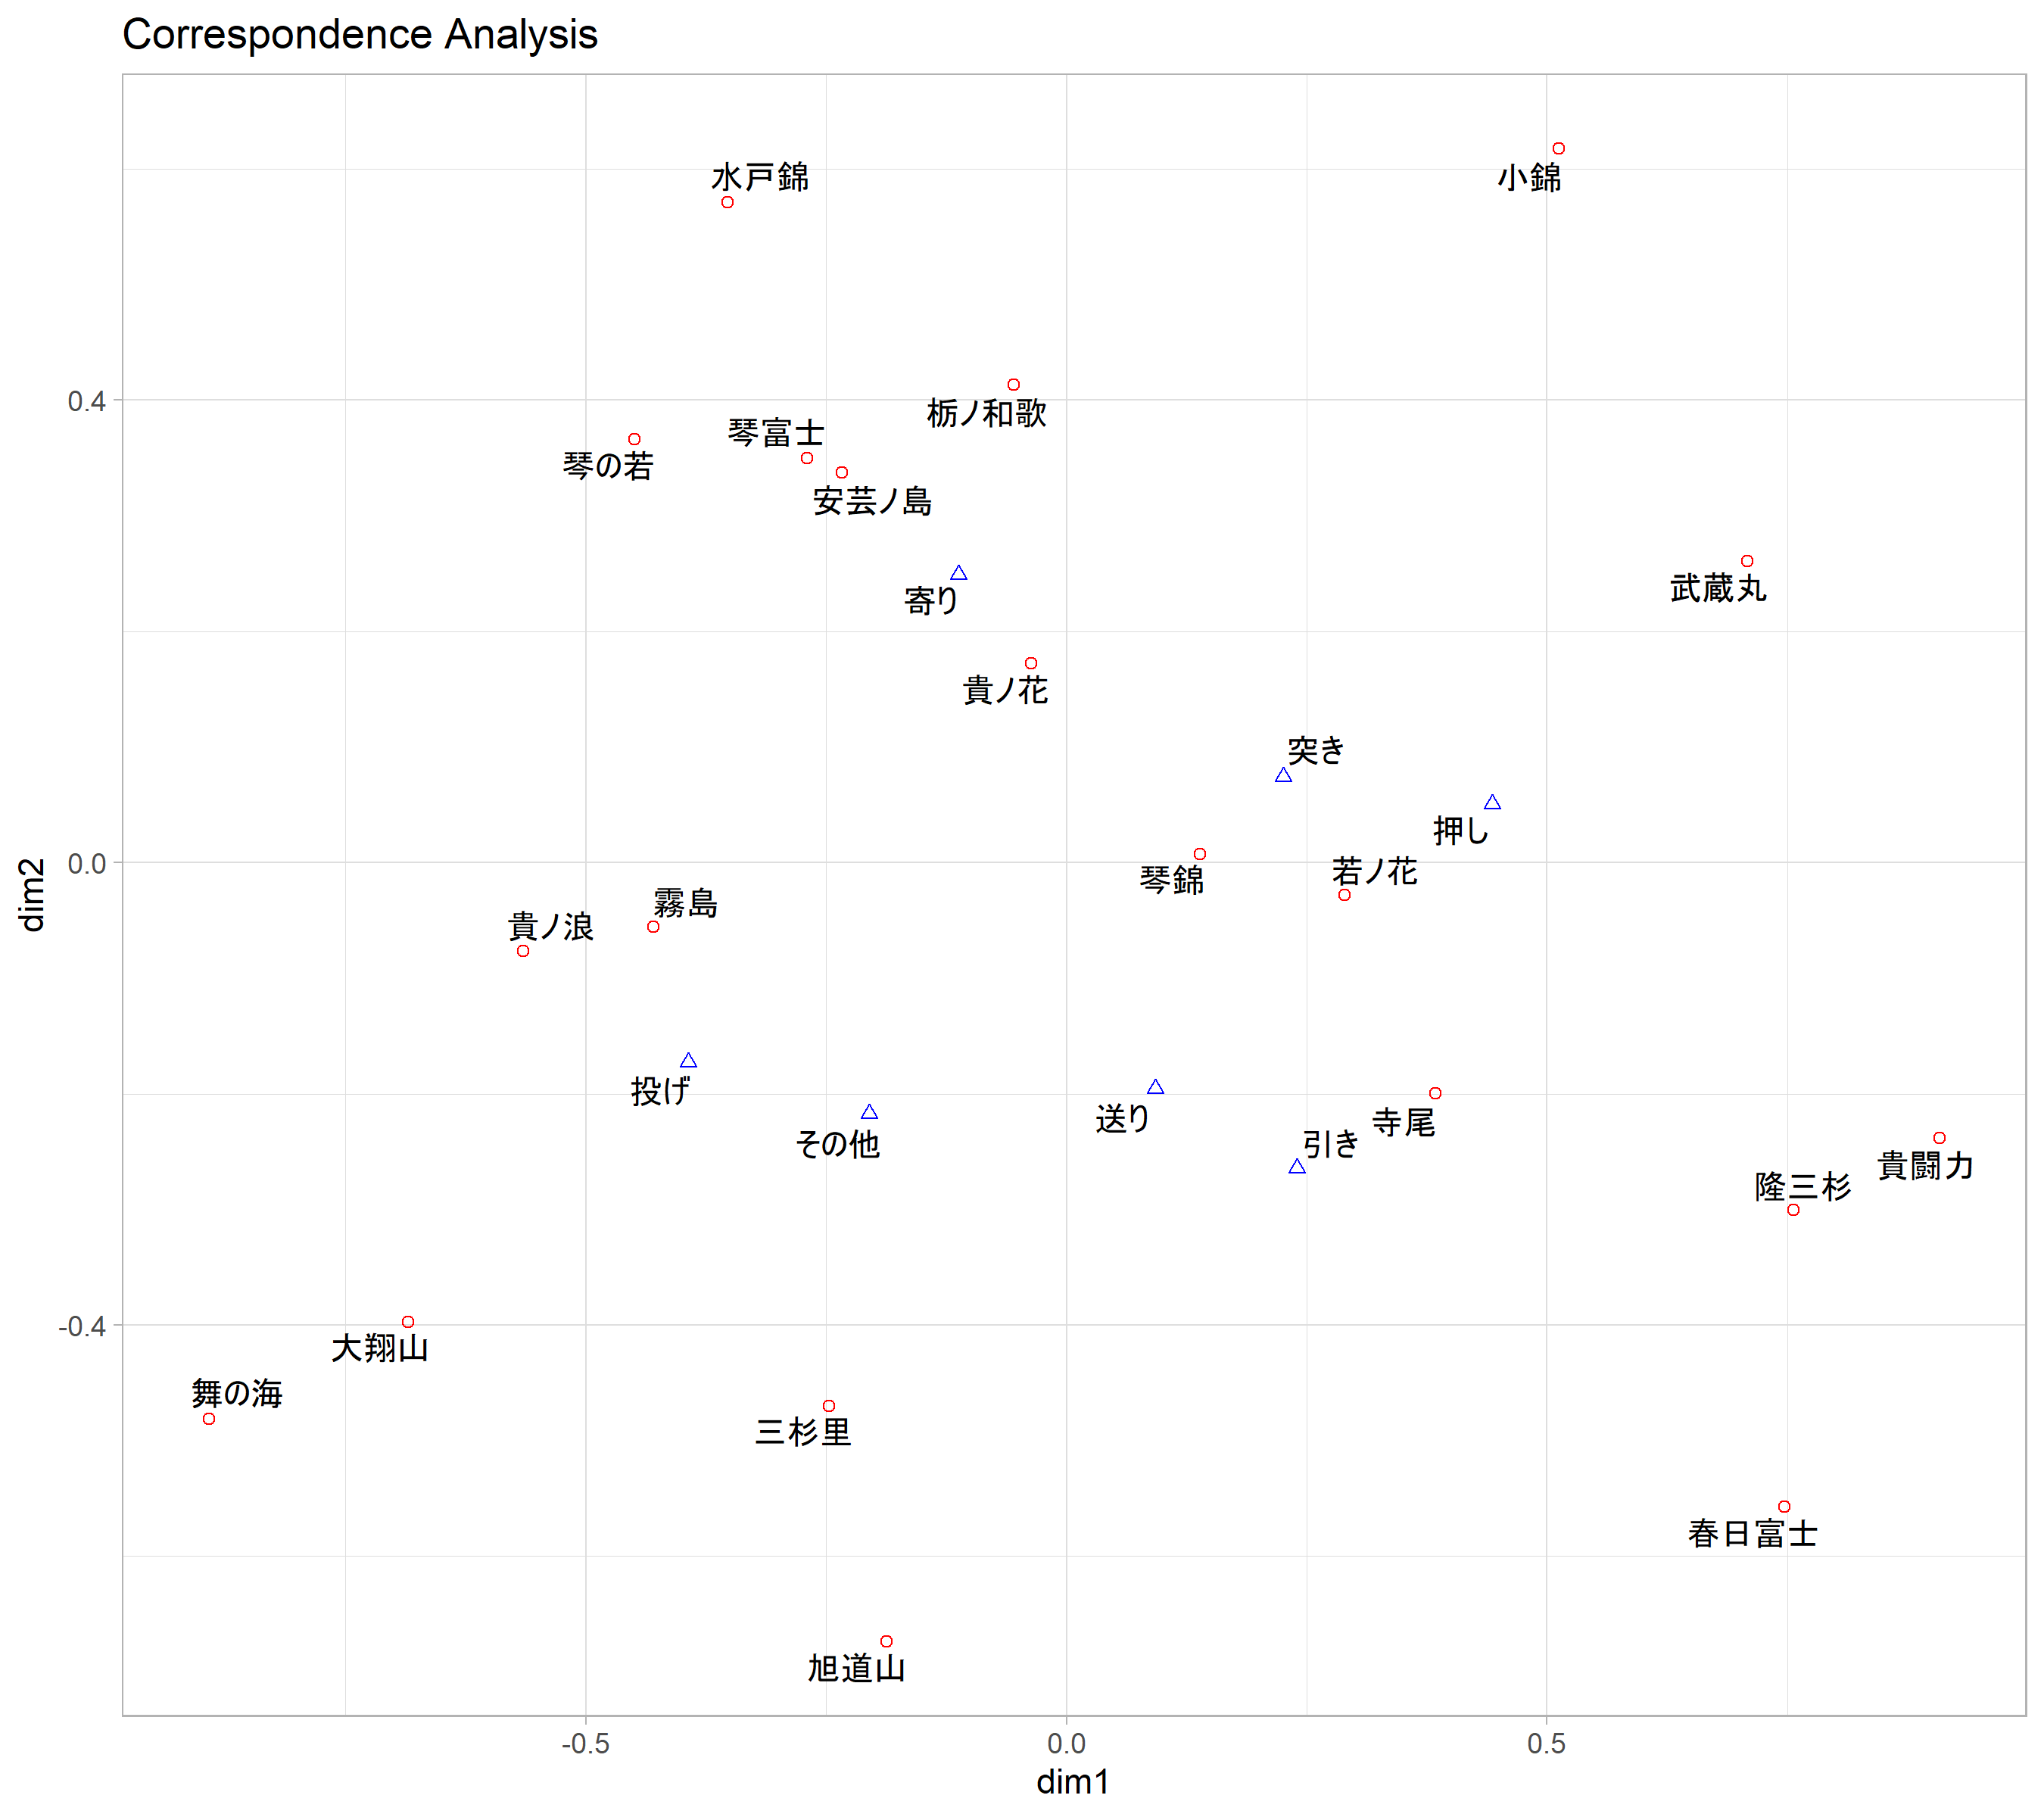 Correspondence Analysis
水戸錦
小錦
0.4
栃ノ和歌
琴富士
琴の若
安芸ノ島
武蔵丸
寄り
貴ノ花
突き
押し
dim2
0.0
若ノ花
琴錦
霧島
貴ノ浪
投げ
送り
寺尾
その他
引き
貴闘力
隆三杉
-0.4
大翔山
舞の海
三杉里
春日富士
旭道山
-0.5
0.0
0.5
dim1